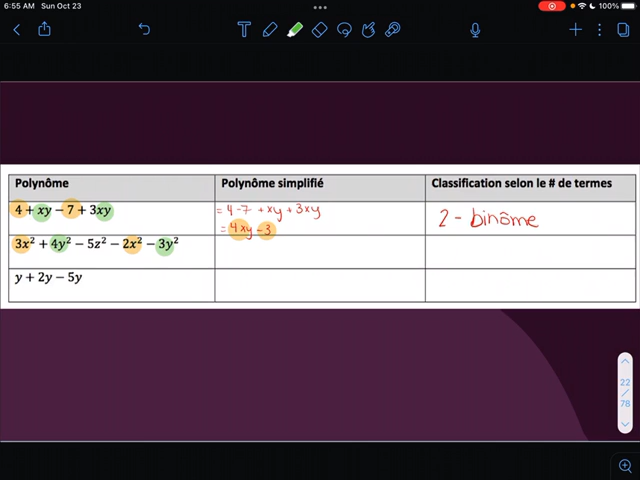 6:55 AM Sun Oct 23
100%
Polynôme
Polynôme simplifié
Classification selon le # de termes
4 + xy − 7 + 3xy
= 4 - 7 + xy + 3xy
= 4xy - 3
2 - binôme
3x² + 4y² − 5z² − 2x² − 3y²
y + 2y − 5y
22
/
78